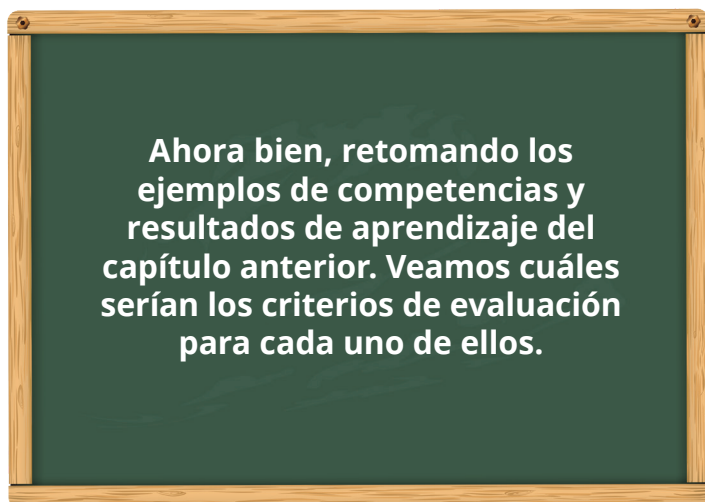 Ahora bien, retomando los
ejemplos de competencias y
resultados de aprendizaje del
capítulo anterior. Veamos cuáles
serían los criterios de evaluación
para cada uno de ellos.